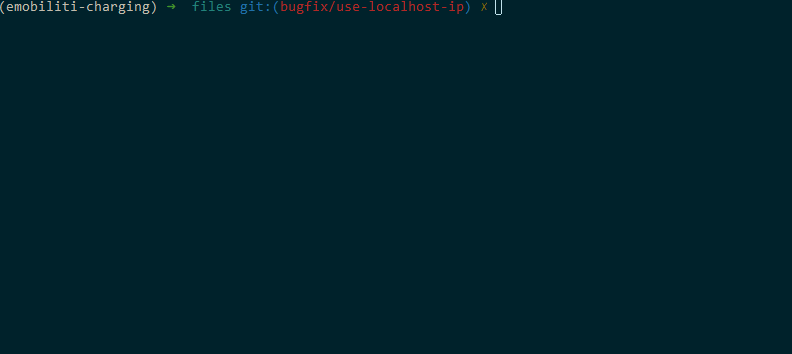 (emobiliti-charging) ➜  files git:(bugfix/use-localhost-ip) ✗